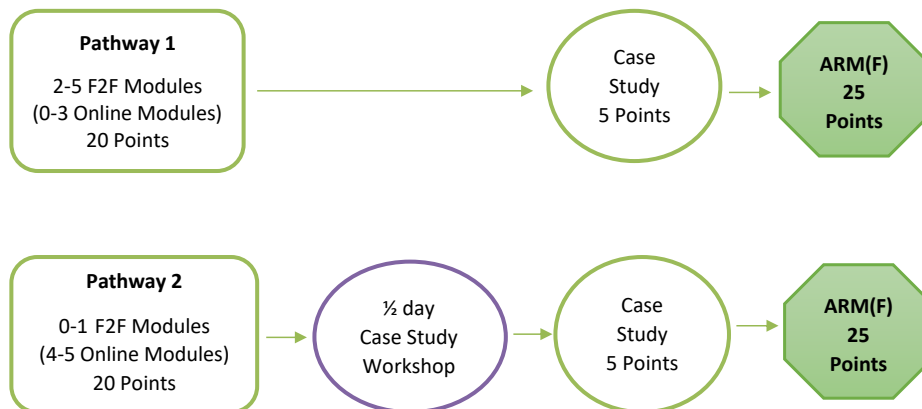 Pathway 1
2-5 F2F Modules
(0-3 Online Modules)
20 Points
Case
Study
5 Points
ARM(F)
25
Points
Pathway 2
0-1 F2F Modules
(4-5 Online Modules)
20 Points
½ day
Case Study
Workshop
Case
Study
5 Points
ARM(F)
25
Points